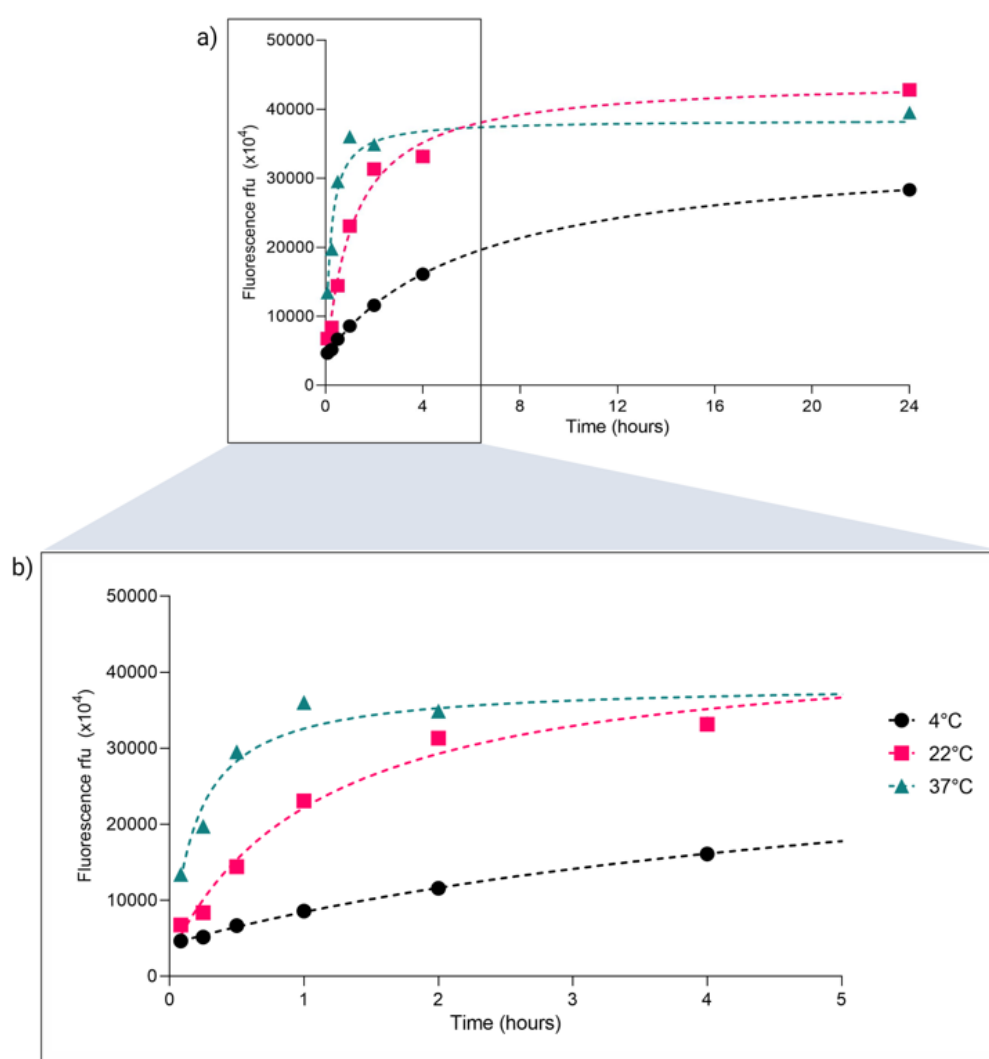 a)
50000
40000
30000
20000
10000
0
Fluorescence rfu (x10⁴)
0 4 8 12 16 20 24
Time (hours)
b)
50000
40000
30000
20000
10000
0
Fluorescence rfu (x10⁴)
0 1 2 3 4 5
Time (hours)
4°C
22°C
37°C